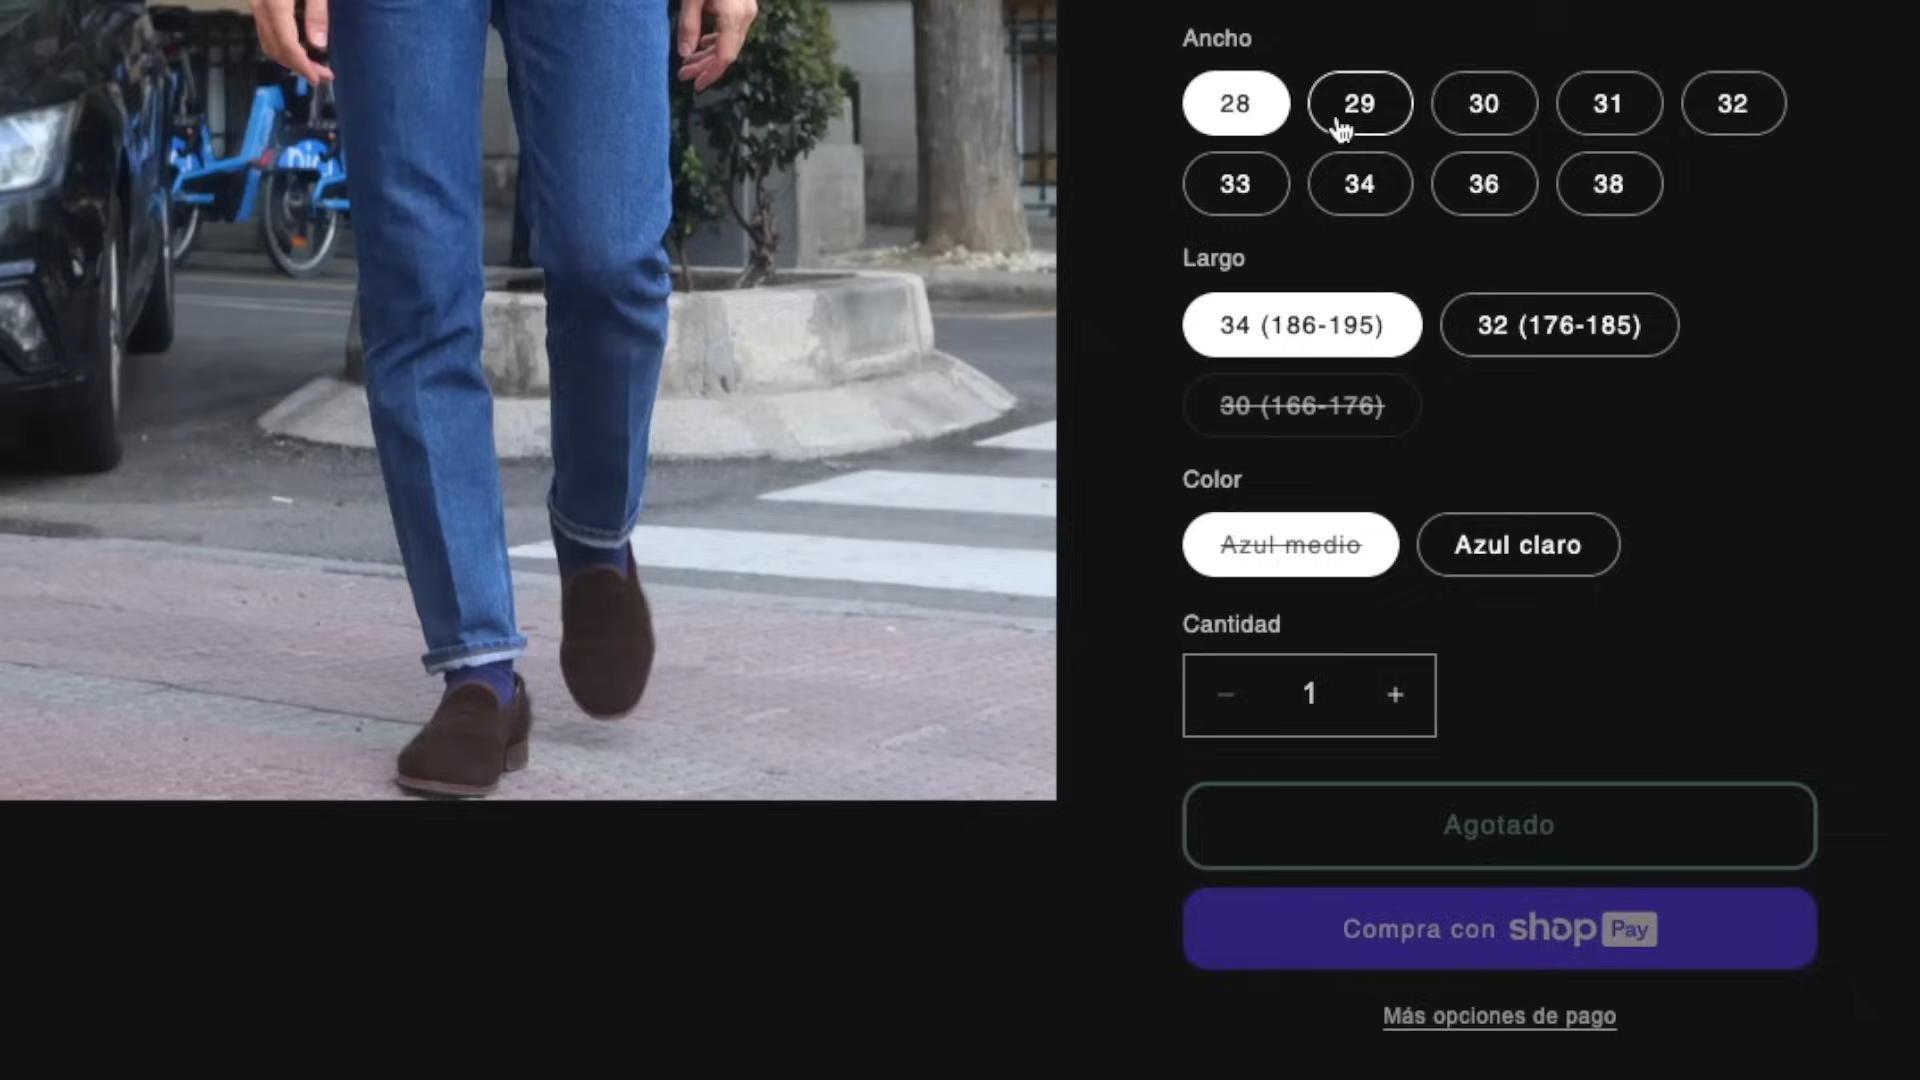 Ancho
28 29 30 31 32
33 34 36 38
Largo
34 (186-195) 32 (176-185)
30 (166-176)
Color
Azul medio Azul claro
Cantidad
− 1 +
Agotado
Compra con shop Pay
Más opciones de pago